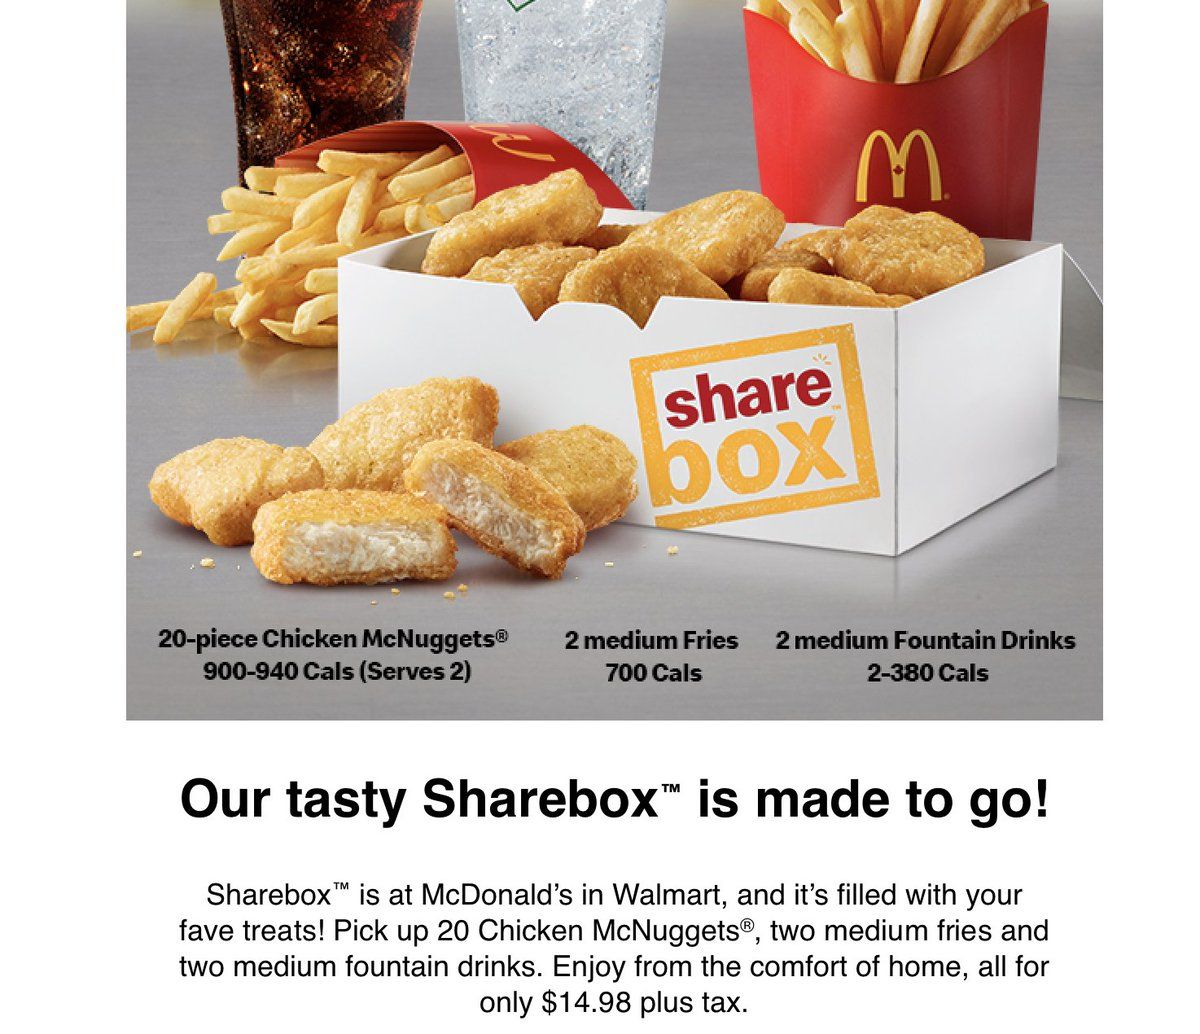 share™
box
20-piece Chicken McNuggets®
900-940 Cals (Serves 2)
2 medium Fries
700 Cals
2 medium Fountain Drinks
2-380 Cals
Our tasty Sharebox™ is made to go!
Sharebox™ is at McDonald’s in Walmart, and it’s filled with your
fave treats! Pick up 20 Chicken McNuggets®, two medium fries and
two medium fountain drinks. Enjoy from the comfort of home, all for
only $14.98 plus tax.